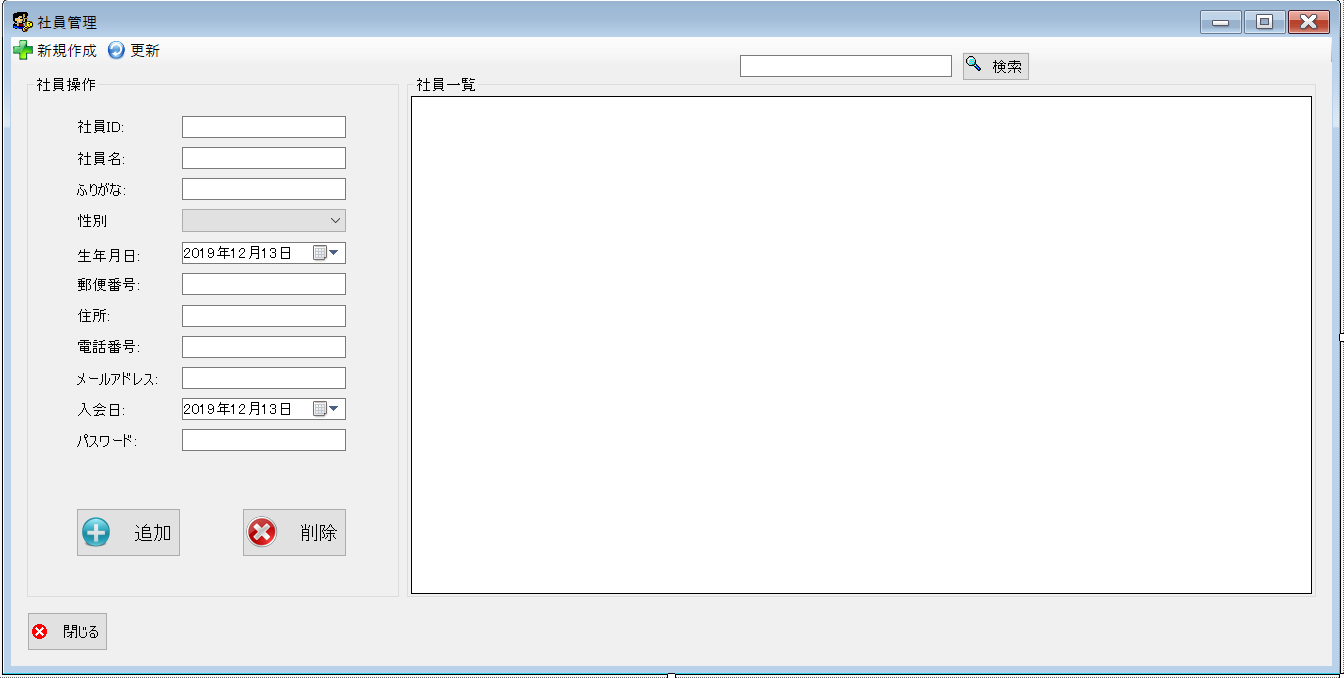 社員管理
新規作成 更新
検索
社員操作
社員ID:
社員名:
ふりがな:
性別
生年月日: 2019年12月13日
郵便番号:
住所:
電話番号:
メールアドレス:
入会日: 2019年12月13日
パスワード:
追加 削除
社員一覧
閉じる